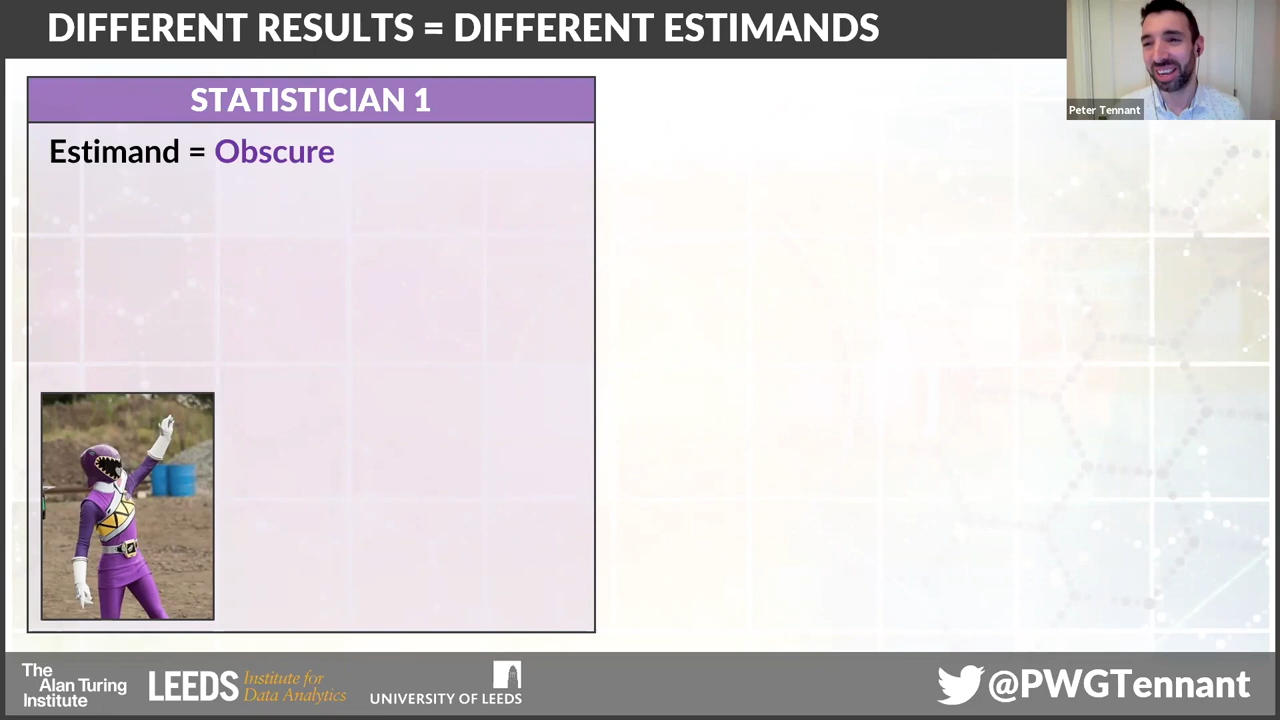 DIFFERENT RESULTS = DIFFERENT ESTIMANDS
Peter Tennant
STATISTICIAN 1
Estimand = Obscure
The
Alan Turing
Institute
LEEDS Institute for
Data Analytics
UNIVERSITY OF LEEDS
@PWGTennant